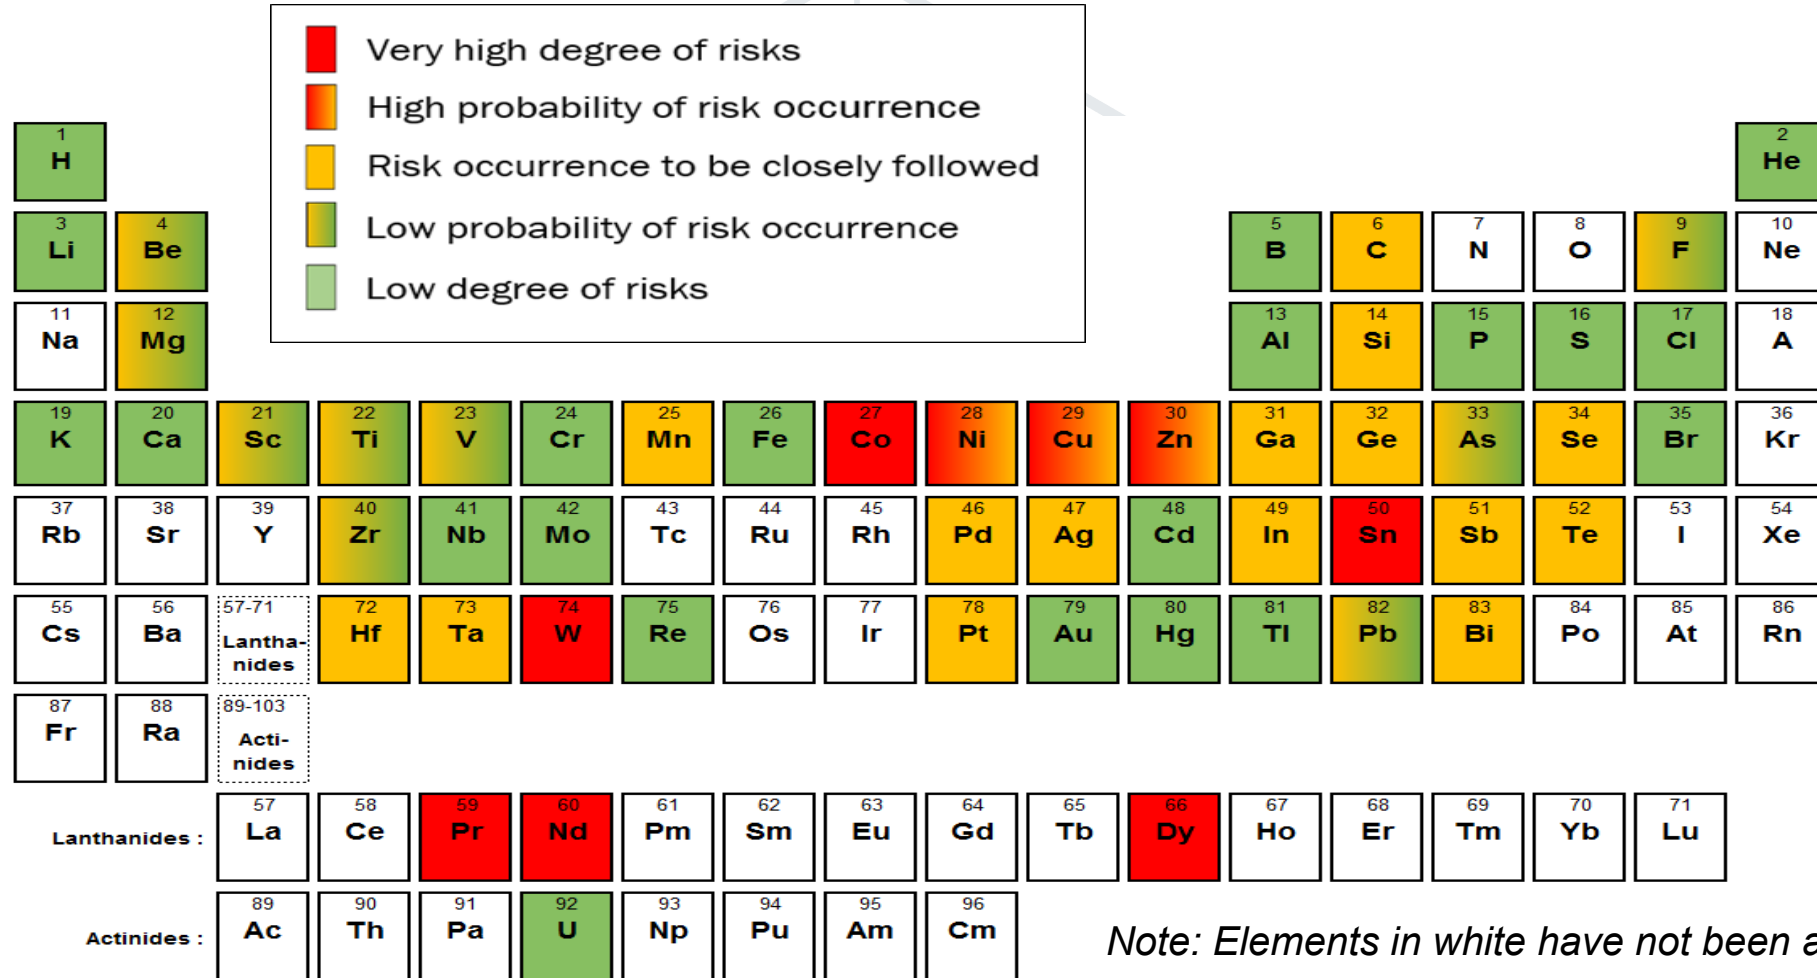 Very high degree of risks
High probability of risk occurrence
Risk occurrence to be closely followed
Low probability of risk occurrence
Low degree of risks
1 2
H He
3 4 5 6 7 8 9 10
Li Be B C N O F Ne
11 12 13 14 15 16 17 18
Na Mg Al Si P S Cl A
19 20 21 22 23 24 25 26 27 28 29 30 31 32 33 34 35 36
K Ca Sc Ti V Cr Mn Fe Co Ni Cu Zn Ga Ge As Se Br Kr
37 38 39 40 41 42 43 44 45 46 47 48 49 50 51 52 53 54
Rb Sr Y Zr Nb Mo Tc Ru Rh Pd Ag Cd In Sn Sb Te I Xe
55 56 57-71 72 73 74 75 76 77 78 79 80 81 82 83 84 85 86
Cs Ba Lantha- Hf Ta W Re Os Ir Pt Au Hg Tl Pb Bi Po At Rn
nides
87 88 89-103
Fr Ra Acti-
nides
57 58 59 60 61 62 63 64 65 66 67 68 69 70 71
Lanthanides : La Ce Pr Nd Pm Sm Eu Gd Tb Dy Ho Er Tm Yb Lu
89 90 91 92 93 94 95 96
Actinides : Ac Th Pa U Np Pu Am Cm
Note: Elements in white have not been a